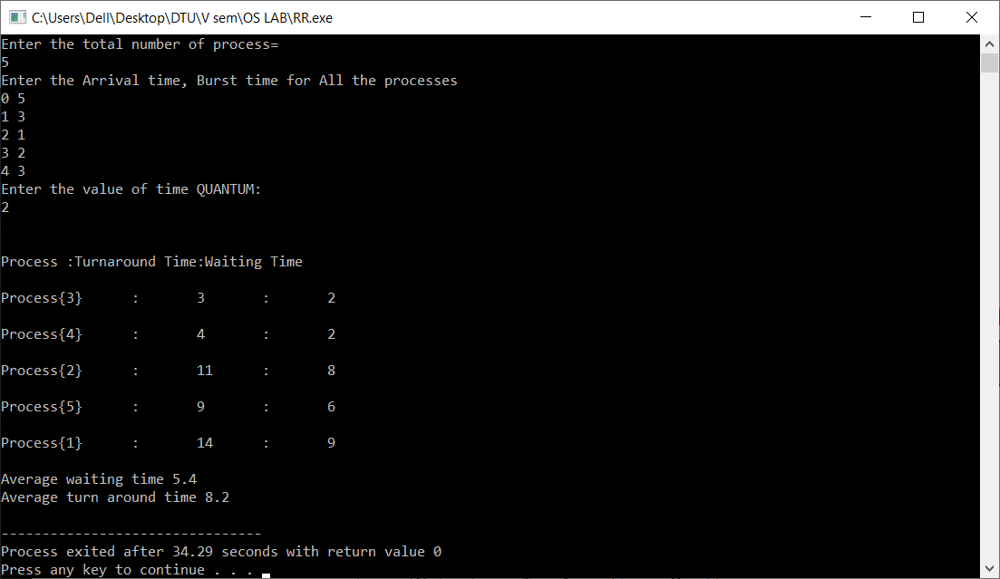 C:\Users\Dell\Desktop\DTU\V sem\OS LAB\RR.exe
Enter the total number of process=
5
Enter the Arrival time, Burst time for All the processes
0 5
1 3
2 1
3 2
4 3
Enter the value of time QUANTUM:
2
Process :Turnaround Time:Waiting Time
Process{3} : 3 : 2
Process{4} : 4 : 2
Process{2} : 11 : 8
Process{5} : 9 : 6
Process{1} : 14 : 9
Average waiting time 5.4
Average turn around time 8.2
--------------------------------
Process exited after 34.29 seconds with return value 0
Press any key to continue . . .